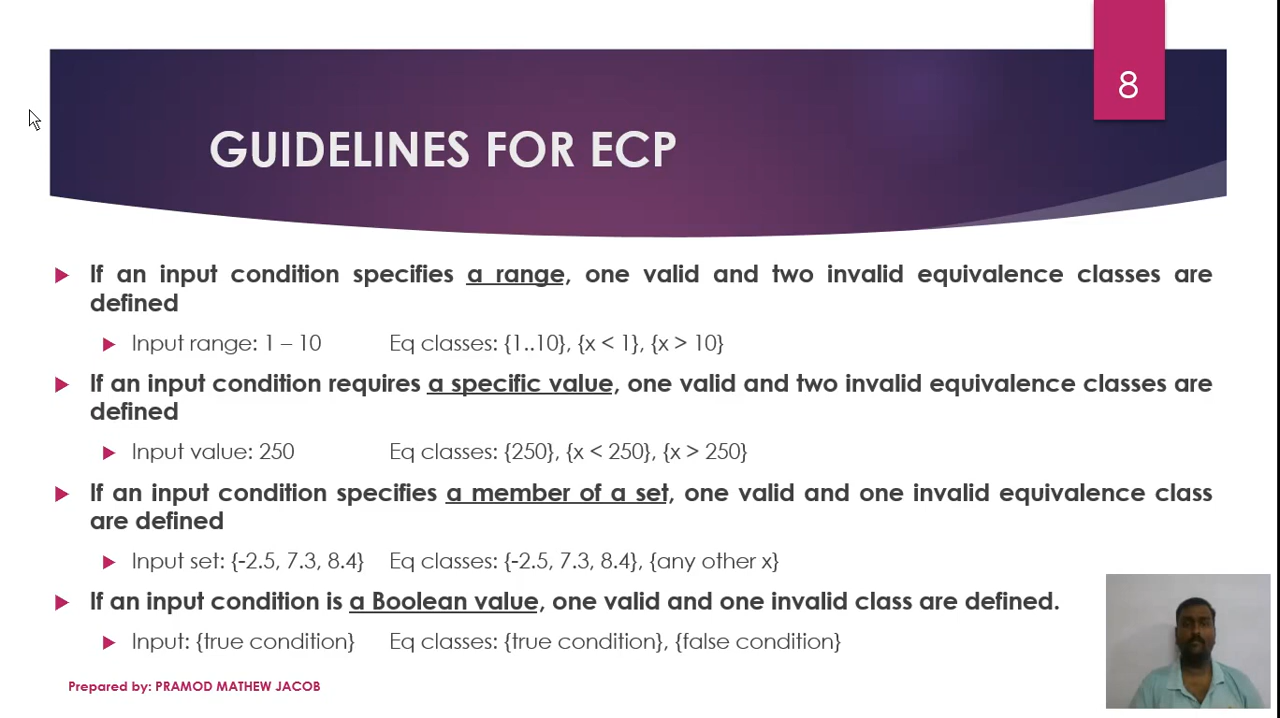 8
GUIDELINES FOR ECP
If an input condition specifies a range, one valid and two invalid equivalence classes are
defined
Input range: 1 – 10 Eq classes: {1..10}, {x < 1}, {x > 10}
If an input condition requires a specific value, one valid and two invalid equivalence classes are
defined
Input value: 250 Eq classes: {250}, {x < 250}, {x > 250}
If an input condition specifies a member of a set, one valid and one invalid equivalence class
are defined
Input set: {-2.5, 7.3, 8.4} Eq classes: {-2.5, 7.3, 8.4}, {any other x}
If an input condition is a Boolean value, one valid and one invalid class are defined.
Input: {true condition} Eq classes: {true condition}, {false condition}
Prepared by: PRAMOD MATHEW JACOB